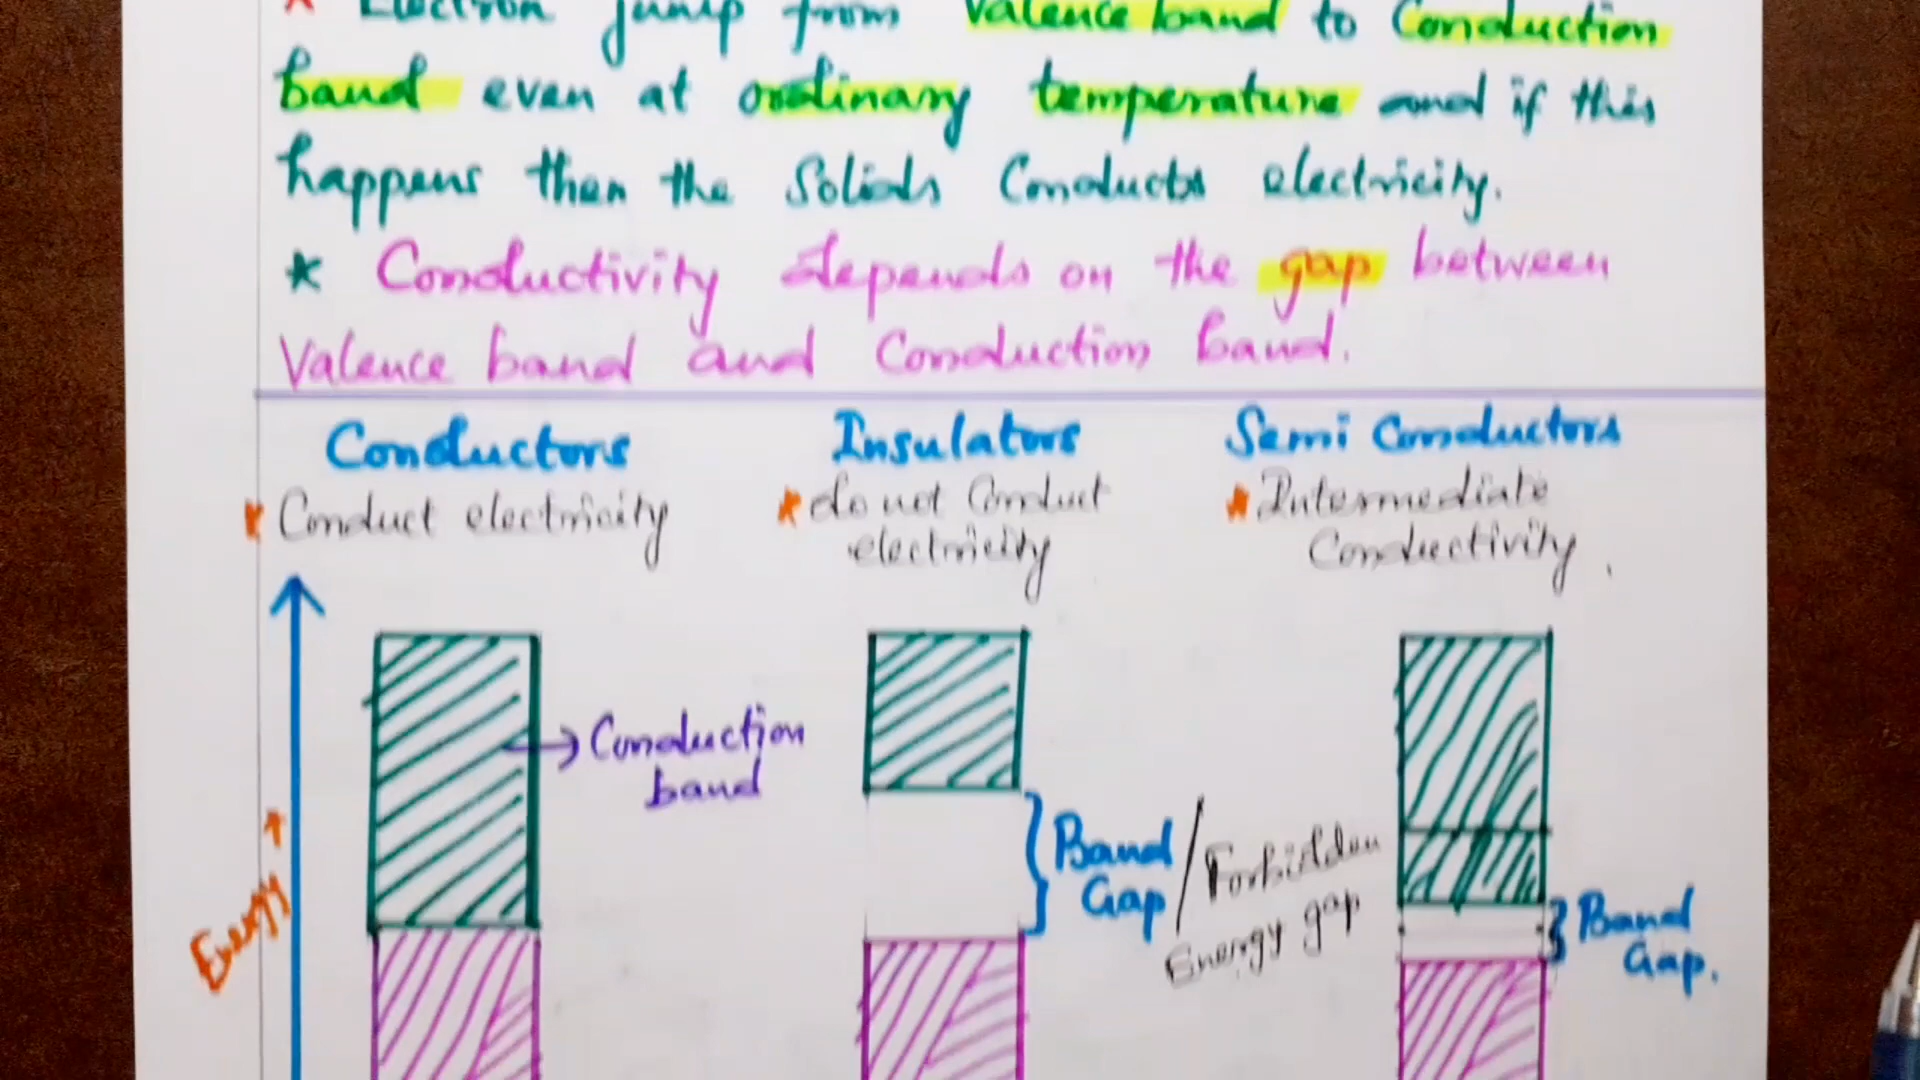 * Electron jump from Valence band to Conduction
band even at ordinary temperature and if this
happens then the Solids Conducts electricity.
* Conductivity depends on the gap between
Valence band and Conduction band.
Conductors
* Conduct electricity
Insulators
* do not Conduct
electricity
Semi Conductors
* Intermediate
Conductivity.
Energy →
→ Conduction
band
Band
Gap
/ Forbidden
Energy gap
Band
Gap.